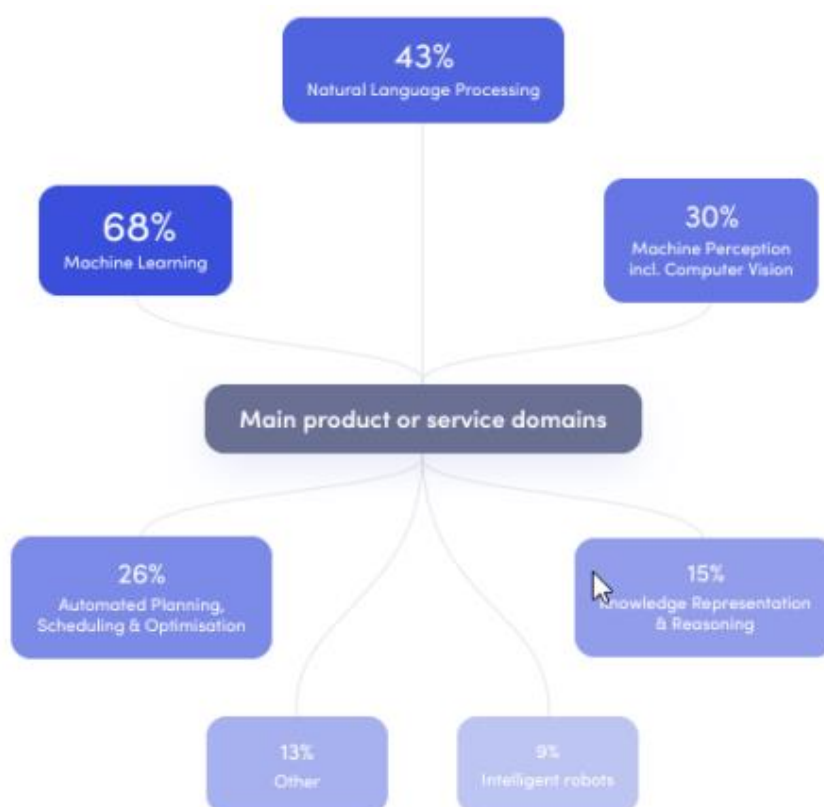 43%
Natural Language Processing
68%
Machine Learning
30%
Machine Perception
incl. Computer Vision
Main product or service domains
26%
Automated Planning,
Scheduling & Optimisation
15%
Knowledge Representation
& Reasoning
13%
Other
9%
Intelligent robots